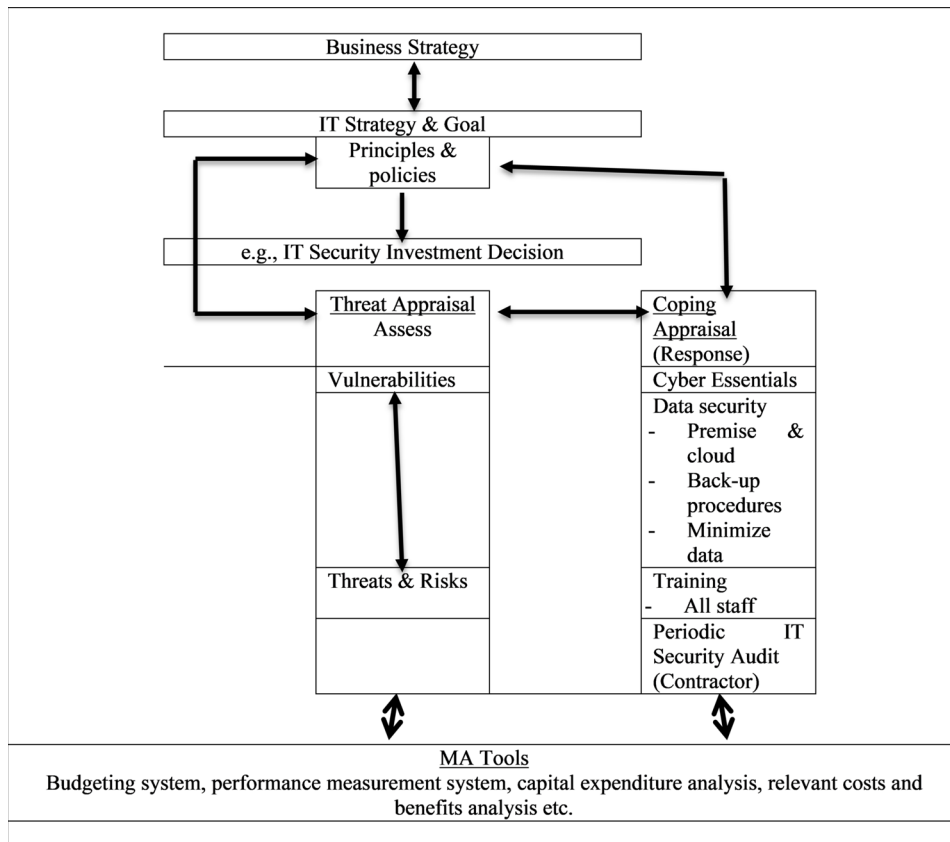 Business Strategy
IT Strategy & Goal
Principles &
policies
e.g., IT Security Investment Decision
Threat Appraisal
Assess
Vulnerabilities
Threats & Risks
Coping
Appraisal
(Response)
Cyber Essentials
Data security
- Premise &
cloud
- Back-up
procedures
- Minimize
data
Training
- All staff
Periodic IT
Security Audit
(Contractor)
MA Tools
Budgeting system, performance measurement system, capital expenditure analysis, relevant costs and
benefits analysis etc.